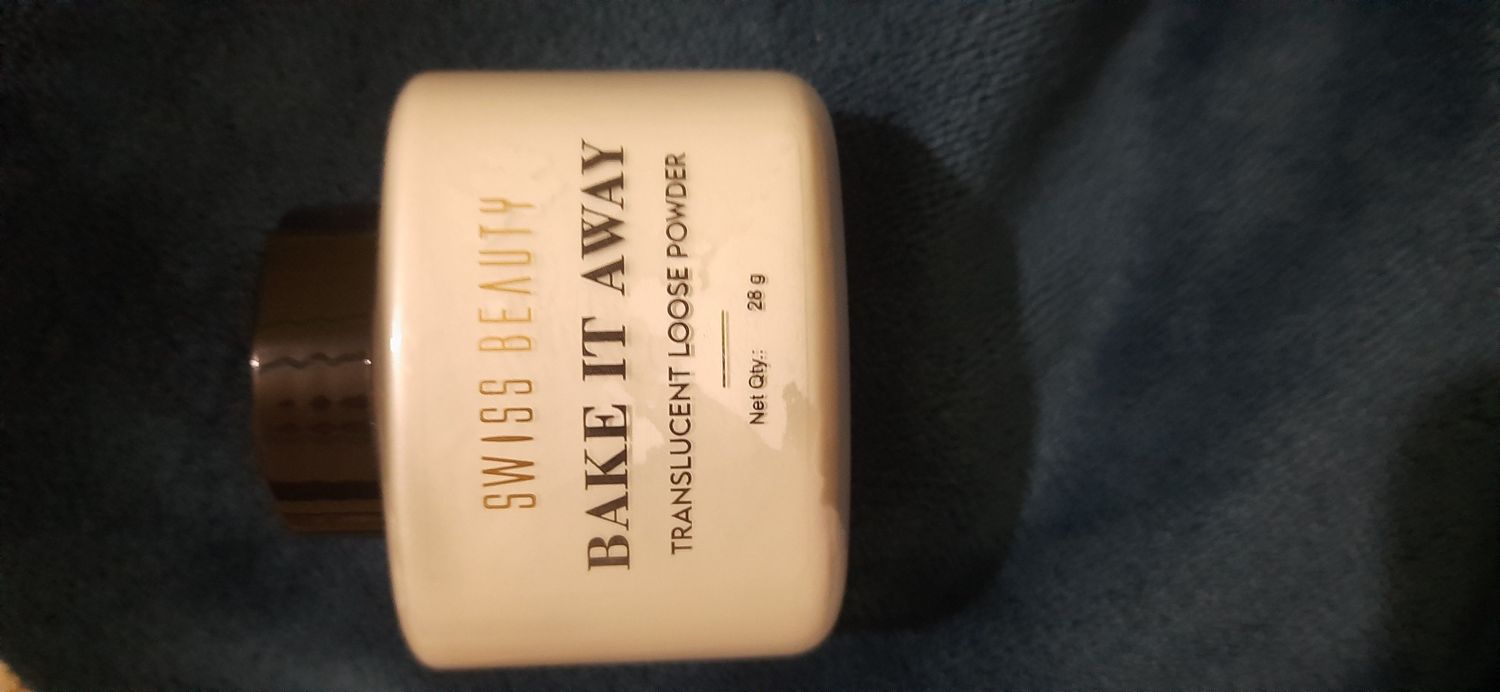 SWISS BEAUTY
BAKE IT AWAY
TRANSLUCENT LOOSE POWDER
Net Qty.: 28 g